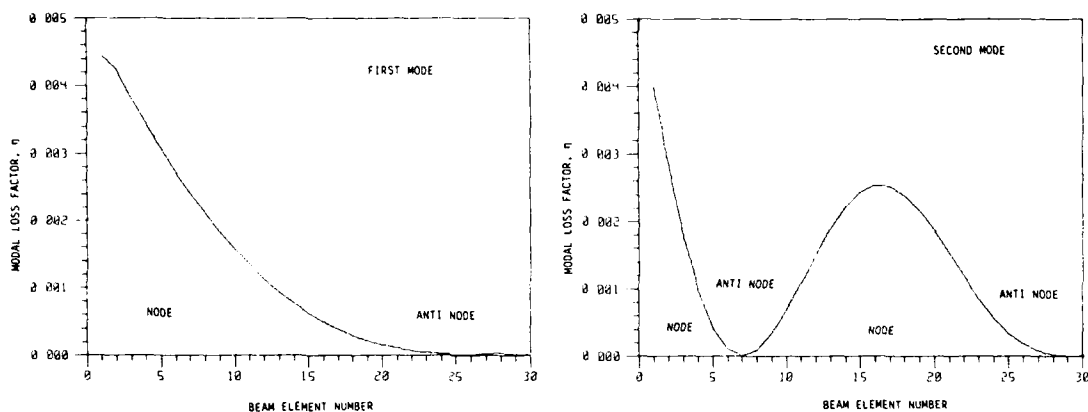 0 005
0 004
0 003
0 002
0 001
0 000
MODAL LOSS FACTOR, η
FIRST MODE
NODE
ANTI NODE
0 5 10 15 20 25 30
BEAM ELEMENT NUMBER
0 005
0 004
0 003
0 002
0 001
0 000
MODAL LOSS FACTOR, η
SECOND MODE
ANTI NODE
ANTI NODE
NODE
NODE
0 5 10 15 20 25 30
BEAM ELEMENT NUMBER